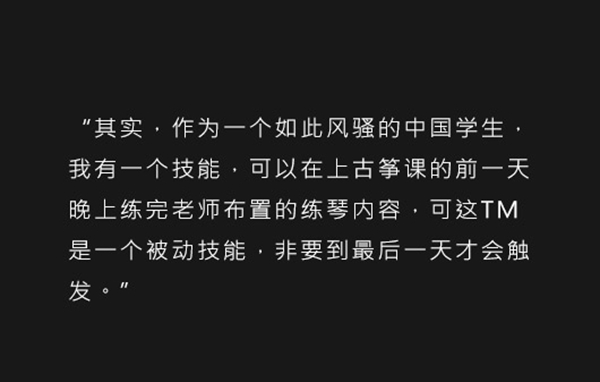 “其实，作为一个如此风骚的中国学生，
我有一个技能，可以在上古筝课的前一天
晚上练完老师布置的练琴内容，可这TM
是一个被动技能，非要到最后一天才会触
发。”